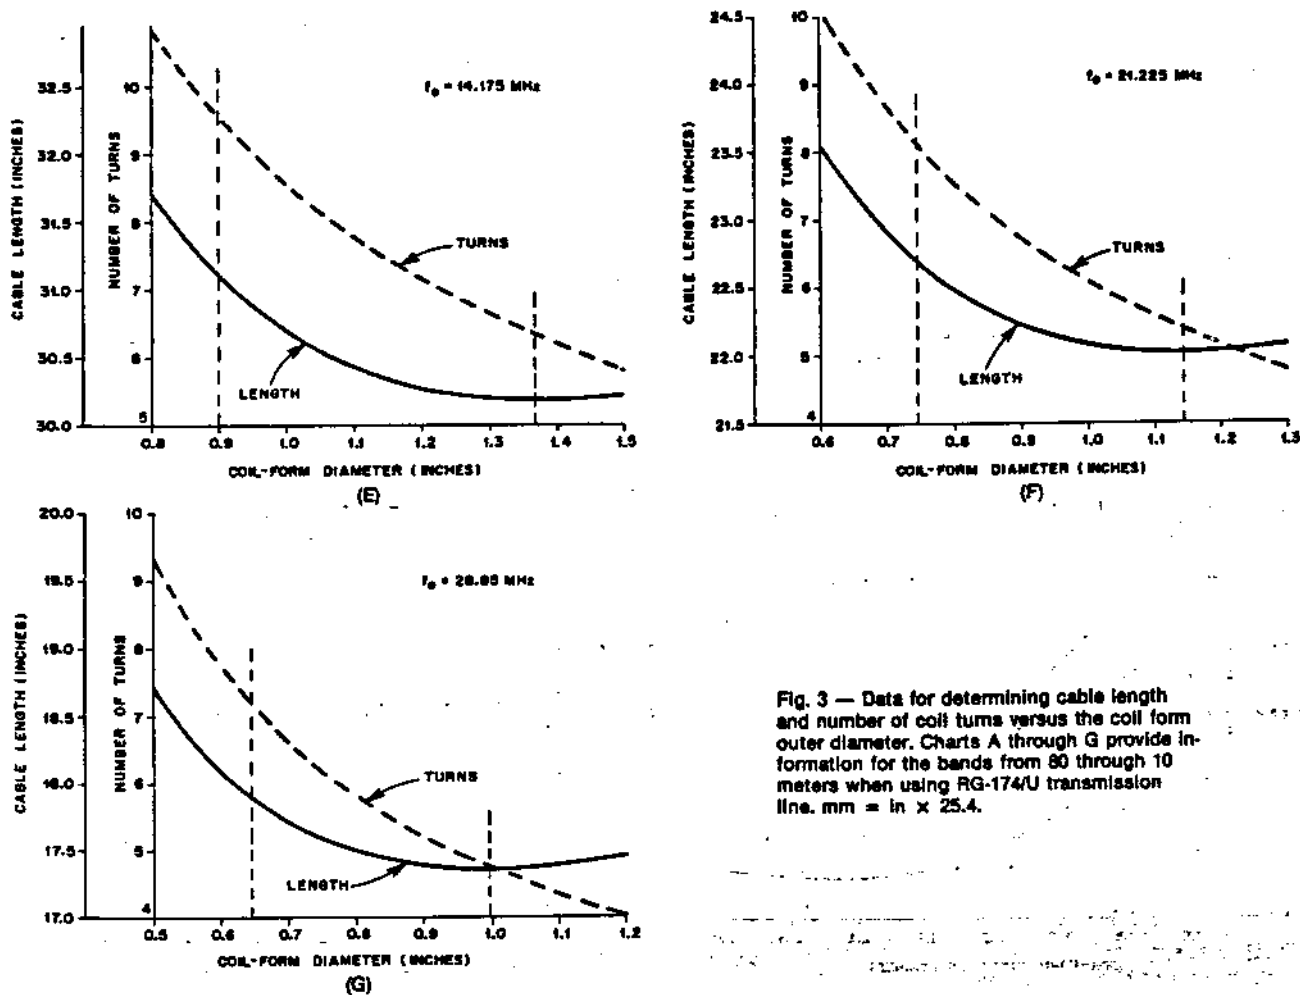 f₀ = 14.175 MHz
CABLE LENGTH (INCHES)
32.5
32.0
31.5
31.0
30.5
30.0
NUMBER OF TURNS
10
9
8
7
6
5
TURNS
LENGTH
0.8 0.9 1.0 1.1 1.2 1.3 1.4 1.5
COIL-FORM DIAMETER (INCHES)
(E)
f₀ = 21.225 MHz
CABLE LENGTH (INCHES)
24.5
24.0
23.5
23.0
22.5
22.0
21.5
NUMBER OF TURNS
10
9
8
7
6
5
4
TURNS
LENGTH
0.6 0.7 0.8 0.9 1.0 1.1 1.2 1.3
COIL-FORM DIAMETER (INCHES)
(F)
f₀ = 28.85 MHz
CABLE LENGTH (INCHES)
20.0
19.5
19.0
18.5
18.0
17.5
17.0
NUMBER OF TURNS
10
9
8
7
6
5
4
TURNS
LENGTH
0.5 0.6 0.7 0.8 0.9 1.0 1.1 1.2
COIL-FORM DIAMETER (INCHES)
(G)
Fig. 3 — Data for determining cable length
and number of coil turns versus the coil form
outer diameter. Charts A through G provide in-
formation for the bands from 80 through 10
meters when using RG-174/U transmission
line. mm = in × 25.4.